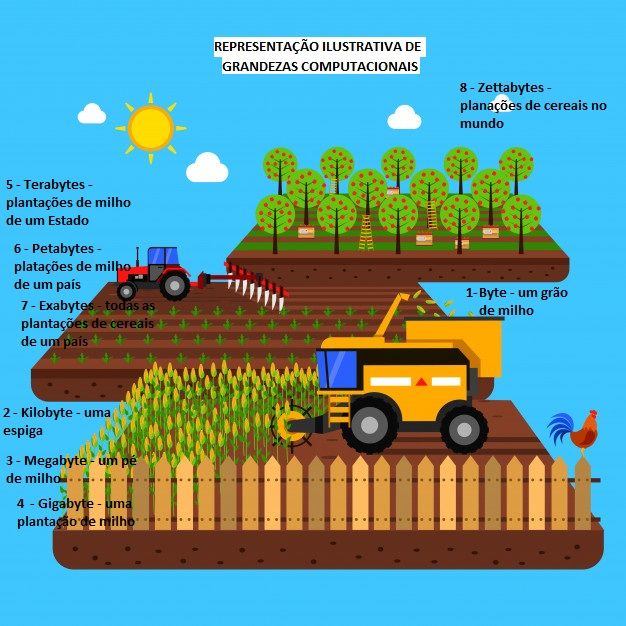 REPRESENTAÇÃO ILUSTRATIVA DE
GRANDEZAS COMPUTACIONAIS
8 - Zettabytes -
planações de cereais no
mundo
5 - Terabytes -
plantações de milho
de um Estado
6 - Petabytes -
platações de milho
de um país
7 - Exabytes - todas as
plantações de cereais
de um país
1- Byte - um grão
de milho
2 - Kilobyte - uma
espiga
3 - Megabyte - um pé
de milho
4 - Gigabyte - uma
plantação de milho